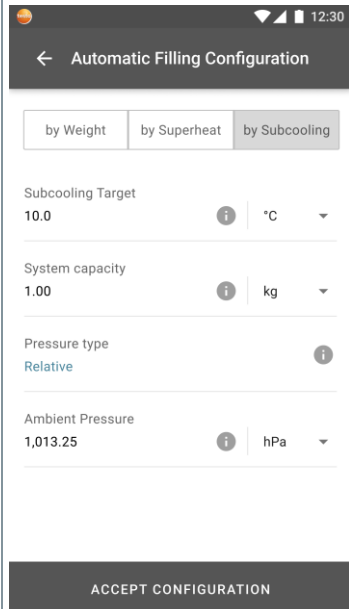 12:30
Automatic Filling Configuration
by Weight by Superheat by Subcooling
Subcooling Target
10.0 °C
System capacity
1.00 kg
Pressure type
Relative
Ambient Pressure
1,013.25 hPa
ACCEPT CONFIGURATION